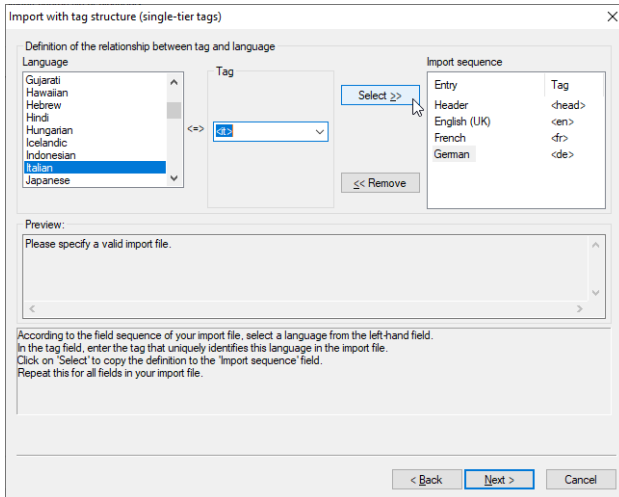 Import with tag structure (single-tier tags)
Definition of the relationship between tag and language
Language
Gujarati
Hawaiian
Hebrew
Hindi
Hungarian
Icelandic
Indonesian
Italian
Japanese
<=>
Tag
<it>
Select >>
<< Remove
Import sequence
Entry Tag
Header <head>
English (UK) <en>
French <fr>
German <de>
Preview:
Please specify a valid import file.
According to the field sequence of your import file, select a language from the left-hand field.
In the tag field, enter the tag that uniquely identifies this language in the import file.
Click on 'Select' to copy the definition to the 'Import sequence' field.
Repeat this for all fields in your import file.
< Back
Next >
Cancel